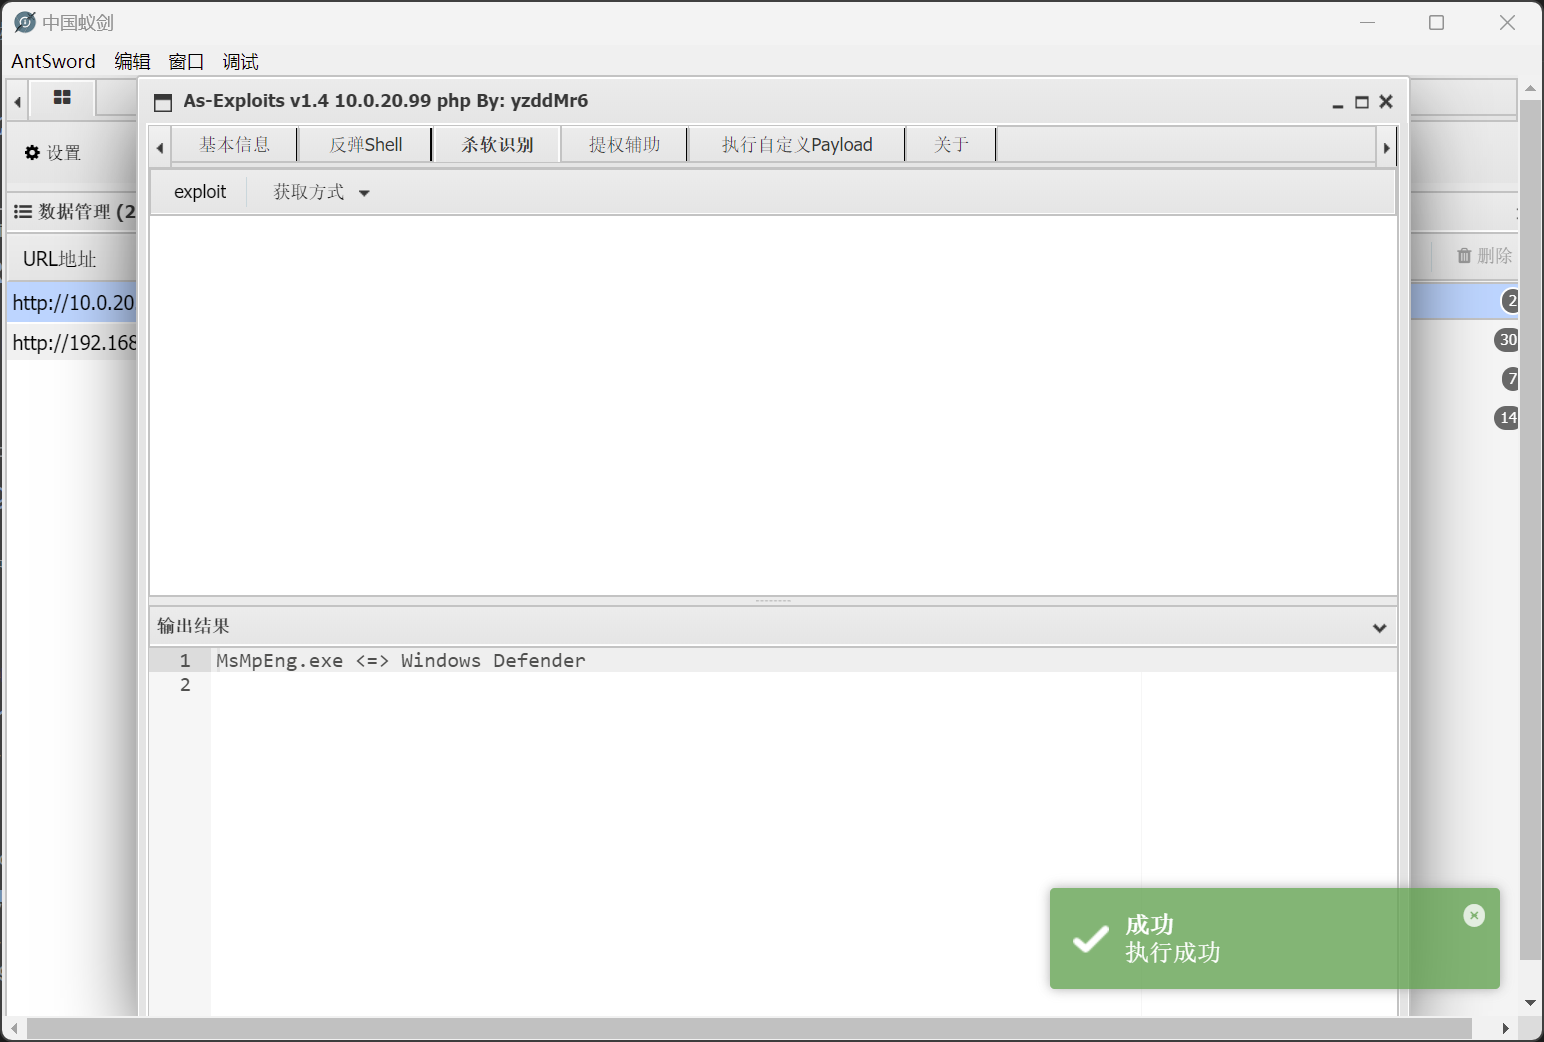 中国蚁剑
AntSword 编辑 窗口 调试
As-Exploits v1.4 10.0.20.99 php By: yzddMr6
基本信息 反弹Shell 杀软识别 提权辅助 执行自定义Payload 关于
设置
exploit 获取方式
数据管理 (2
URL地址
删除
http://10.0.20
2
http://192.168
30
7
14
输出结果
1 MsMpEng.exe <=> Windows Defender
2
成功
执行成功